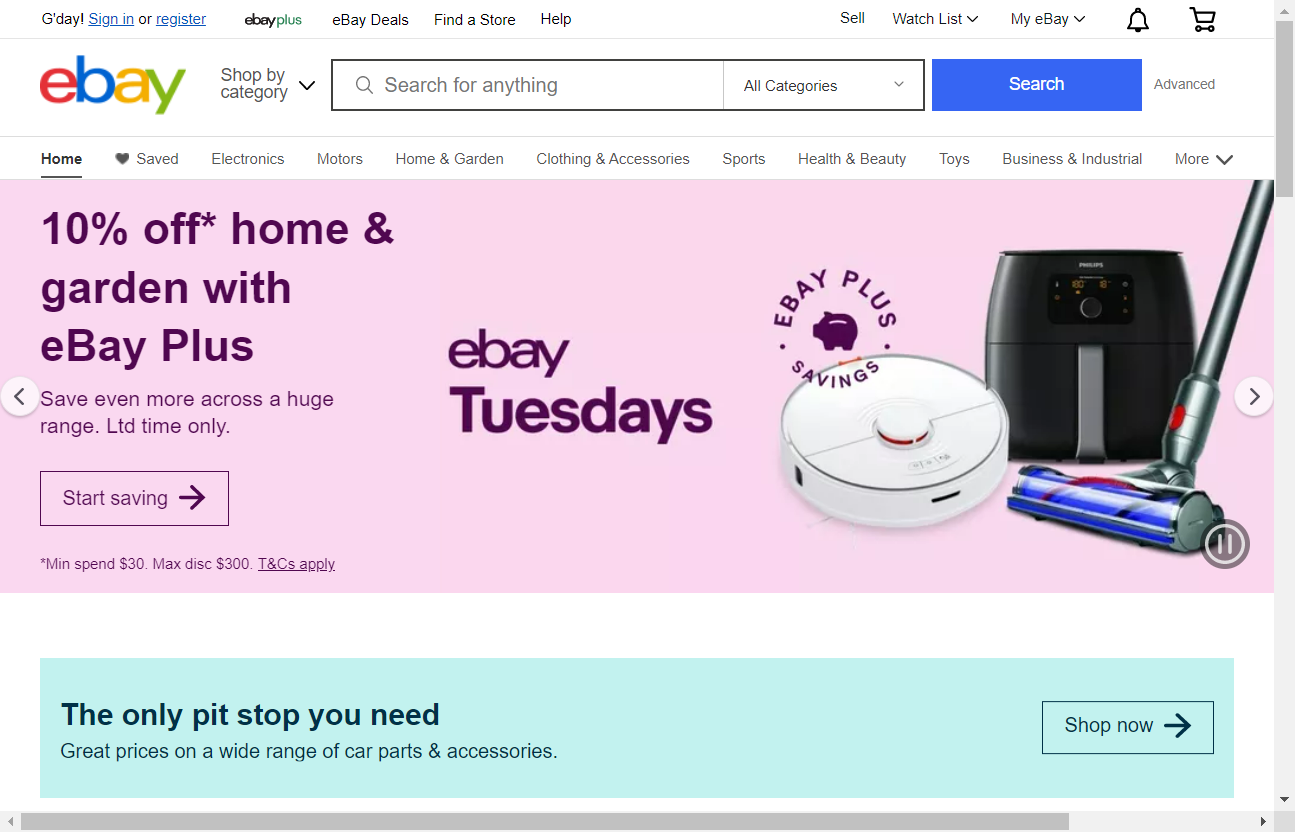 G'day! Sign in or register
ebayplus
eBay Deals
Find a Store
Help
Sell
Watch List
My eBay
ebay
Shop by
category
Search for anything
All Categories
Search
Advanced
Home
Saved
Electronics
Motors
Home & Garden
Clothing & Accessories
Sports
Health & Beauty
Toys
Business & Industrial
More
10% off* home &
garden with
eBay Plus
Save even more across a huge
range. Ltd time only.
Start saving
*Min spend $30. Max disc $300. T&Cs apply
ebay
Tuesdays
EBAY PLUS
SAVINGS
PHILIPS
The only pit stop you need
Great prices on a wide range of car parts & accessories.
Shop now